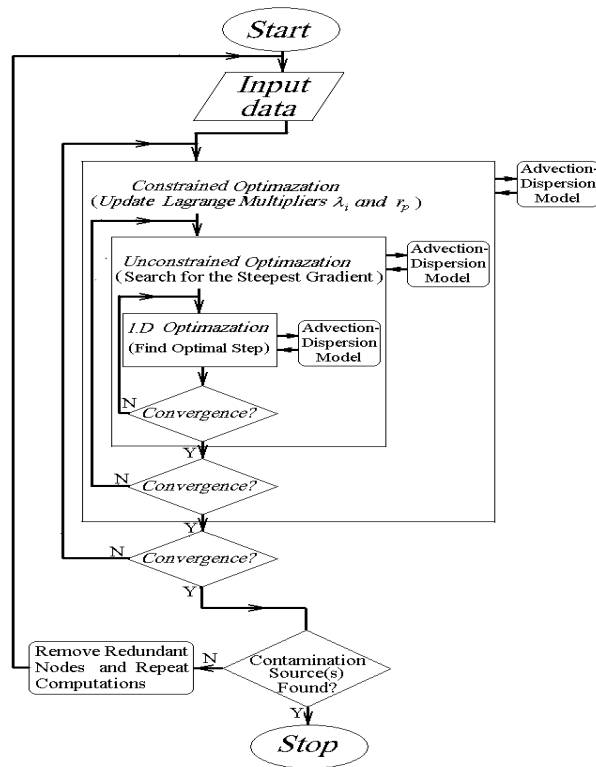 Start
Input
data
Constrained Optimazation
(Update Lagrange Multipliers λi and rp)
Advection-
Dispersion
Model
Unconstrained Optimazation
(Search for the Steepest Gradient)
Advection-
Dispersion
Model
1.D Optimazation
(Find Optimal Step)
Advection-
Dispersion
Model
N
Convergence?
Y
N
Convergence?
Y
N
Convergence?
Y
Remove Redundant
Nodes and Repeat
Computations
N
Contamination
Source(s)
Found?
Y
Stop